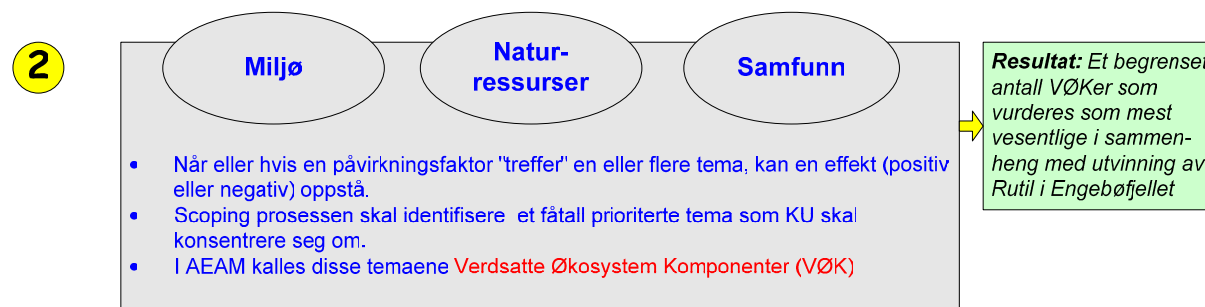 2
Miljø
Natur-
ressurser
Samfunn
• Når eller hvis en påvirkningsfaktor "treffer" en eller flere tema, kan en effekt (positiv
eller negativ) oppstå.
• Scoping prosessen skal identifisere et fåtall prioriterte tema som KU skal
konsentrere seg om.
• I AEAM kalles disse temaene Verdsatte Økosystem Komponenter (VØK)
Resultat: Et begrenset
antall VØKer som
vurderes som mest
vesentlige i sammen-
heng med utvinning av
Rutil i Engebøfjellet